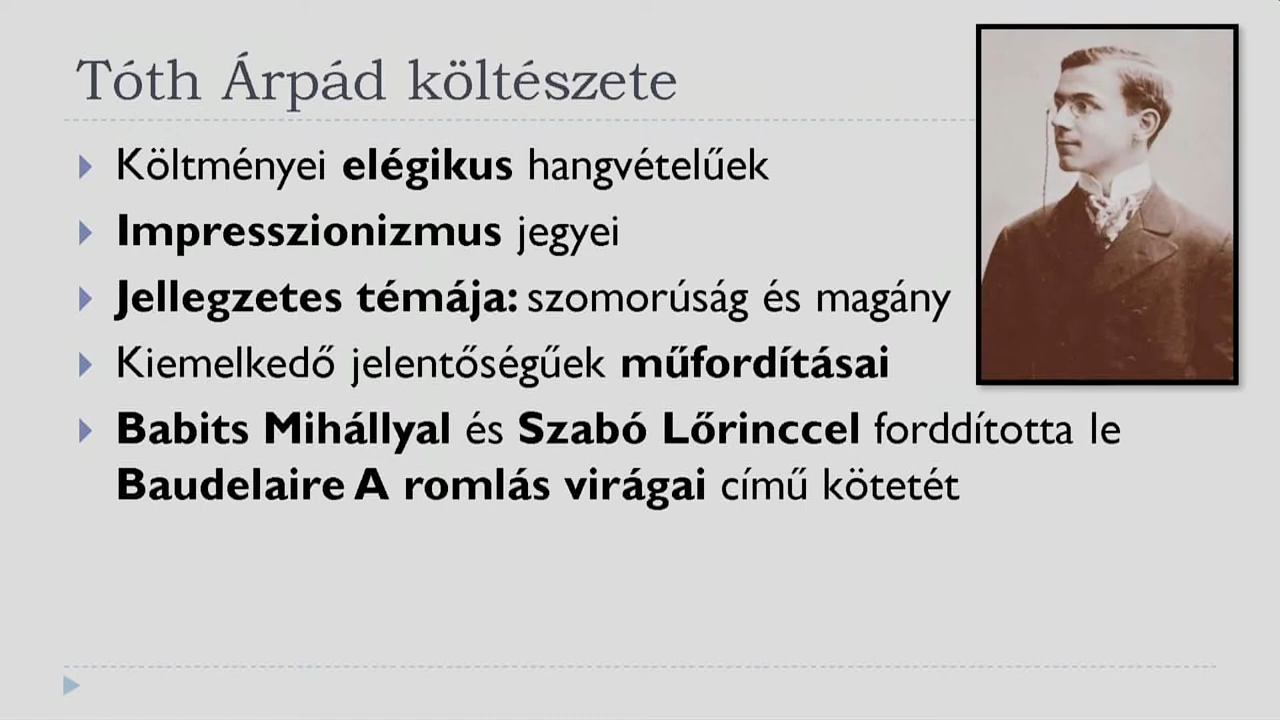 Tóth Árpád költészete
Költményei elégikus hangvételűek
Impresszionizmus jegyei
Jellegzetes témája: szomorúság és magány
Kiemelkedő jelentőségűek műfordításai
Babits Mihállyal és Szabó Lőrinccel forddította le
Baudelaire A romlás virágai című kötetét